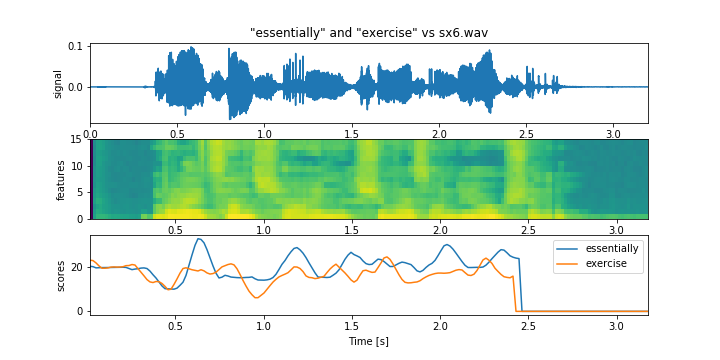 "essentially" and "exercise" vs sx6.wav
0.1
0.0
signal
0.0 0.5 1.0 1.5 2.0 2.5 3.0
15
10
5
0
features
0.5 1.0 1.5 2.0 2.5 3.0
20
0
scores
essentially
exercise
0.5 1.0 1.5 2.0 2.5 3.0
Time [s]